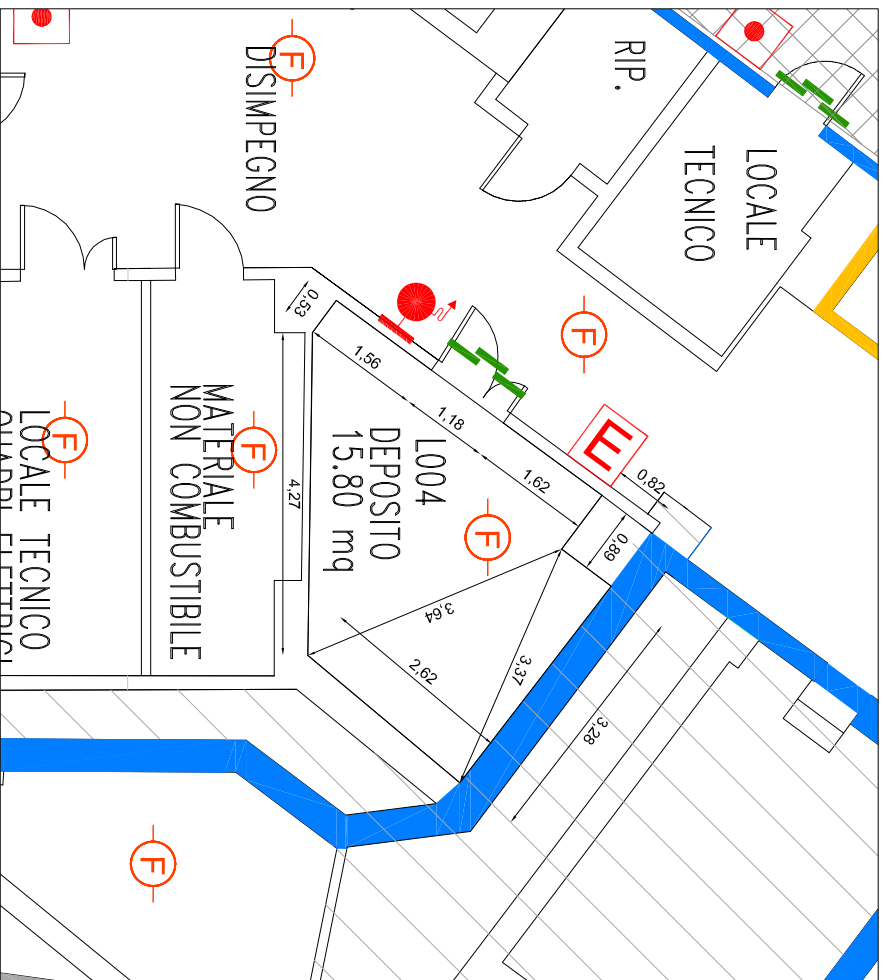 DISIMPEGNO
RIP.
LOCALE
TECNICO
LOCALE TECNICO
MATERIALE
NON COMBUSTIBILE
L004
DEPOSITO
15.80 mq
E
F
F
F
F
F
F
0,53
1,56
1,18
1,62
0,82
0,89
4,27
3,64
2,62
3,37
3,28